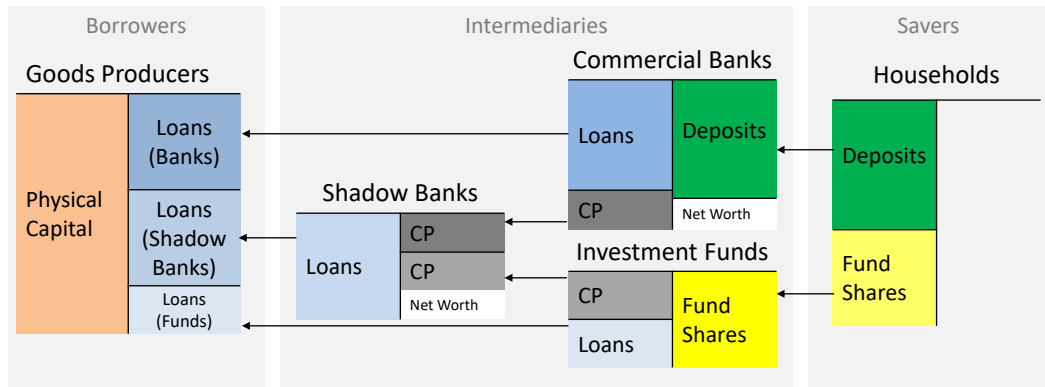 Borrowers
Intermediaries
Savers
Goods Producers
Physical
Capital
Loans
(Banks)
Loans
(Shadow
Banks)
Loans
(Funds)
Shadow Banks
Loans
CP
CP
Net Worth
Commercial Banks
Loans
CP
Deposits
Net Worth
Investment Funds
CP
Loans
Fund
Shares
Households
Deposits
Fund
Shares